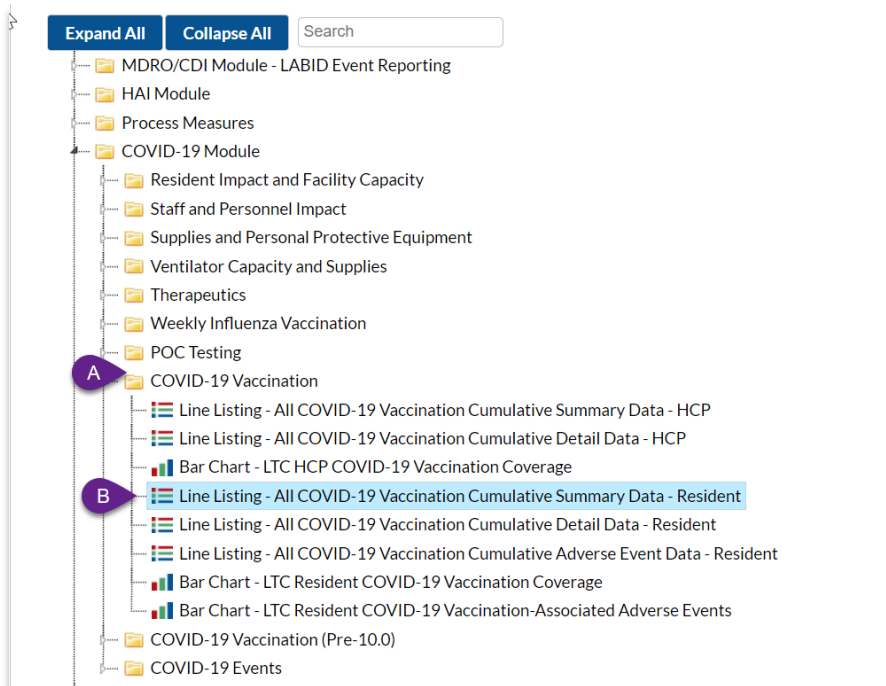 Expand All Collapse All Search
MDRO/CDI Module - LABID Event Reporting
HAI Module
Process Measures
COVID-19 Module
Resident Impact and Facility Capacity
Staff and Personnel Impact
Supplies and Personal Protective Equipment
Ventilator Capacity and Supplies
Therapeutics
Weekly Influenza Vaccination
POC Testing
A COVID-19 Vaccination
Line Listing - All COVID-19 Vaccination Cumulative Summary Data - HCP
Line Listing - All COVID-19 Vaccination Cumulative Detail Data - HCP
Bar Chart - LTC HCP COVID-19 Vaccination Coverage
B Line Listing - All COVID-19 Vaccination Cumulative Summary Data - Resident
Line Listing - All COVID-19 Vaccination Cumulative Detail Data - Resident
Line Listing - All COVID-19 Vaccination Cumulative Adverse Event Data - Resident
Bar Chart - LTC Resident COVID-19 Vaccination Coverage
Bar Chart - LTC Resident COVID-19 Vaccination-Associated Adverse Events
COVID-19 Vaccination (Pre-10.0)
COVID-19 Events